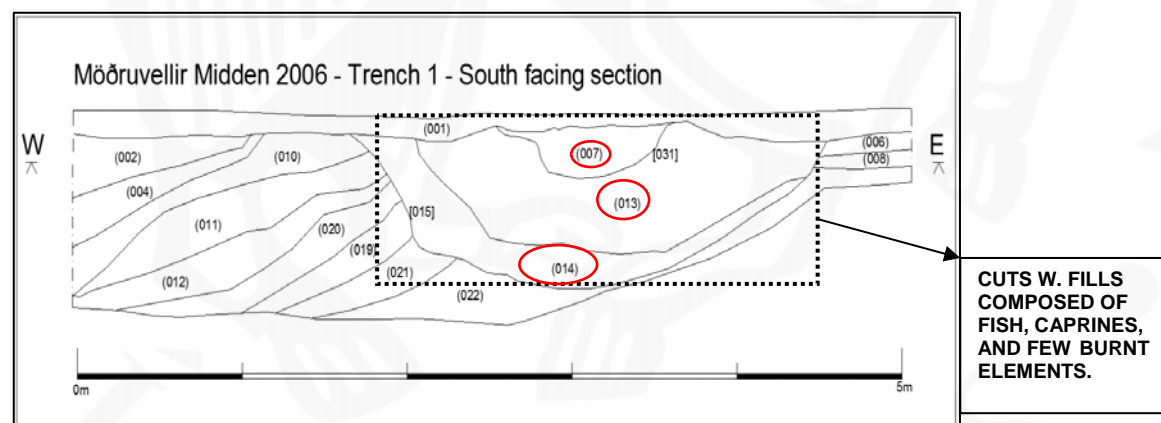 Möðruvellir Midden 2006 - Trench 1 - South facing section
W
E
(001)
(002)
(004)
(006)
(007)
(008)
(010)
[031]
(011)
(013)
[015]
(020)
(019)
(014)
(012)
(021)
(022)
CUTS W. FILLS
COMPOSED OF
FISH, CAPRINES,
AND FEW BURNT
ELEMENTS.
0m
5m